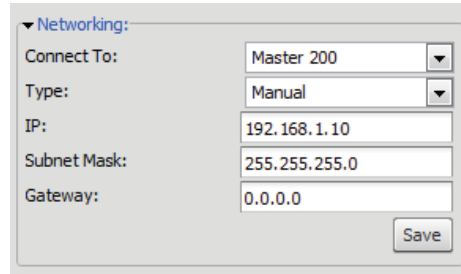 Networking:
Connect To: Master 200
Type: Manual
IP: 192.168.1.10
Subnet Mask: 255.255.255.0
Gateway: 0.0.0.0
Save